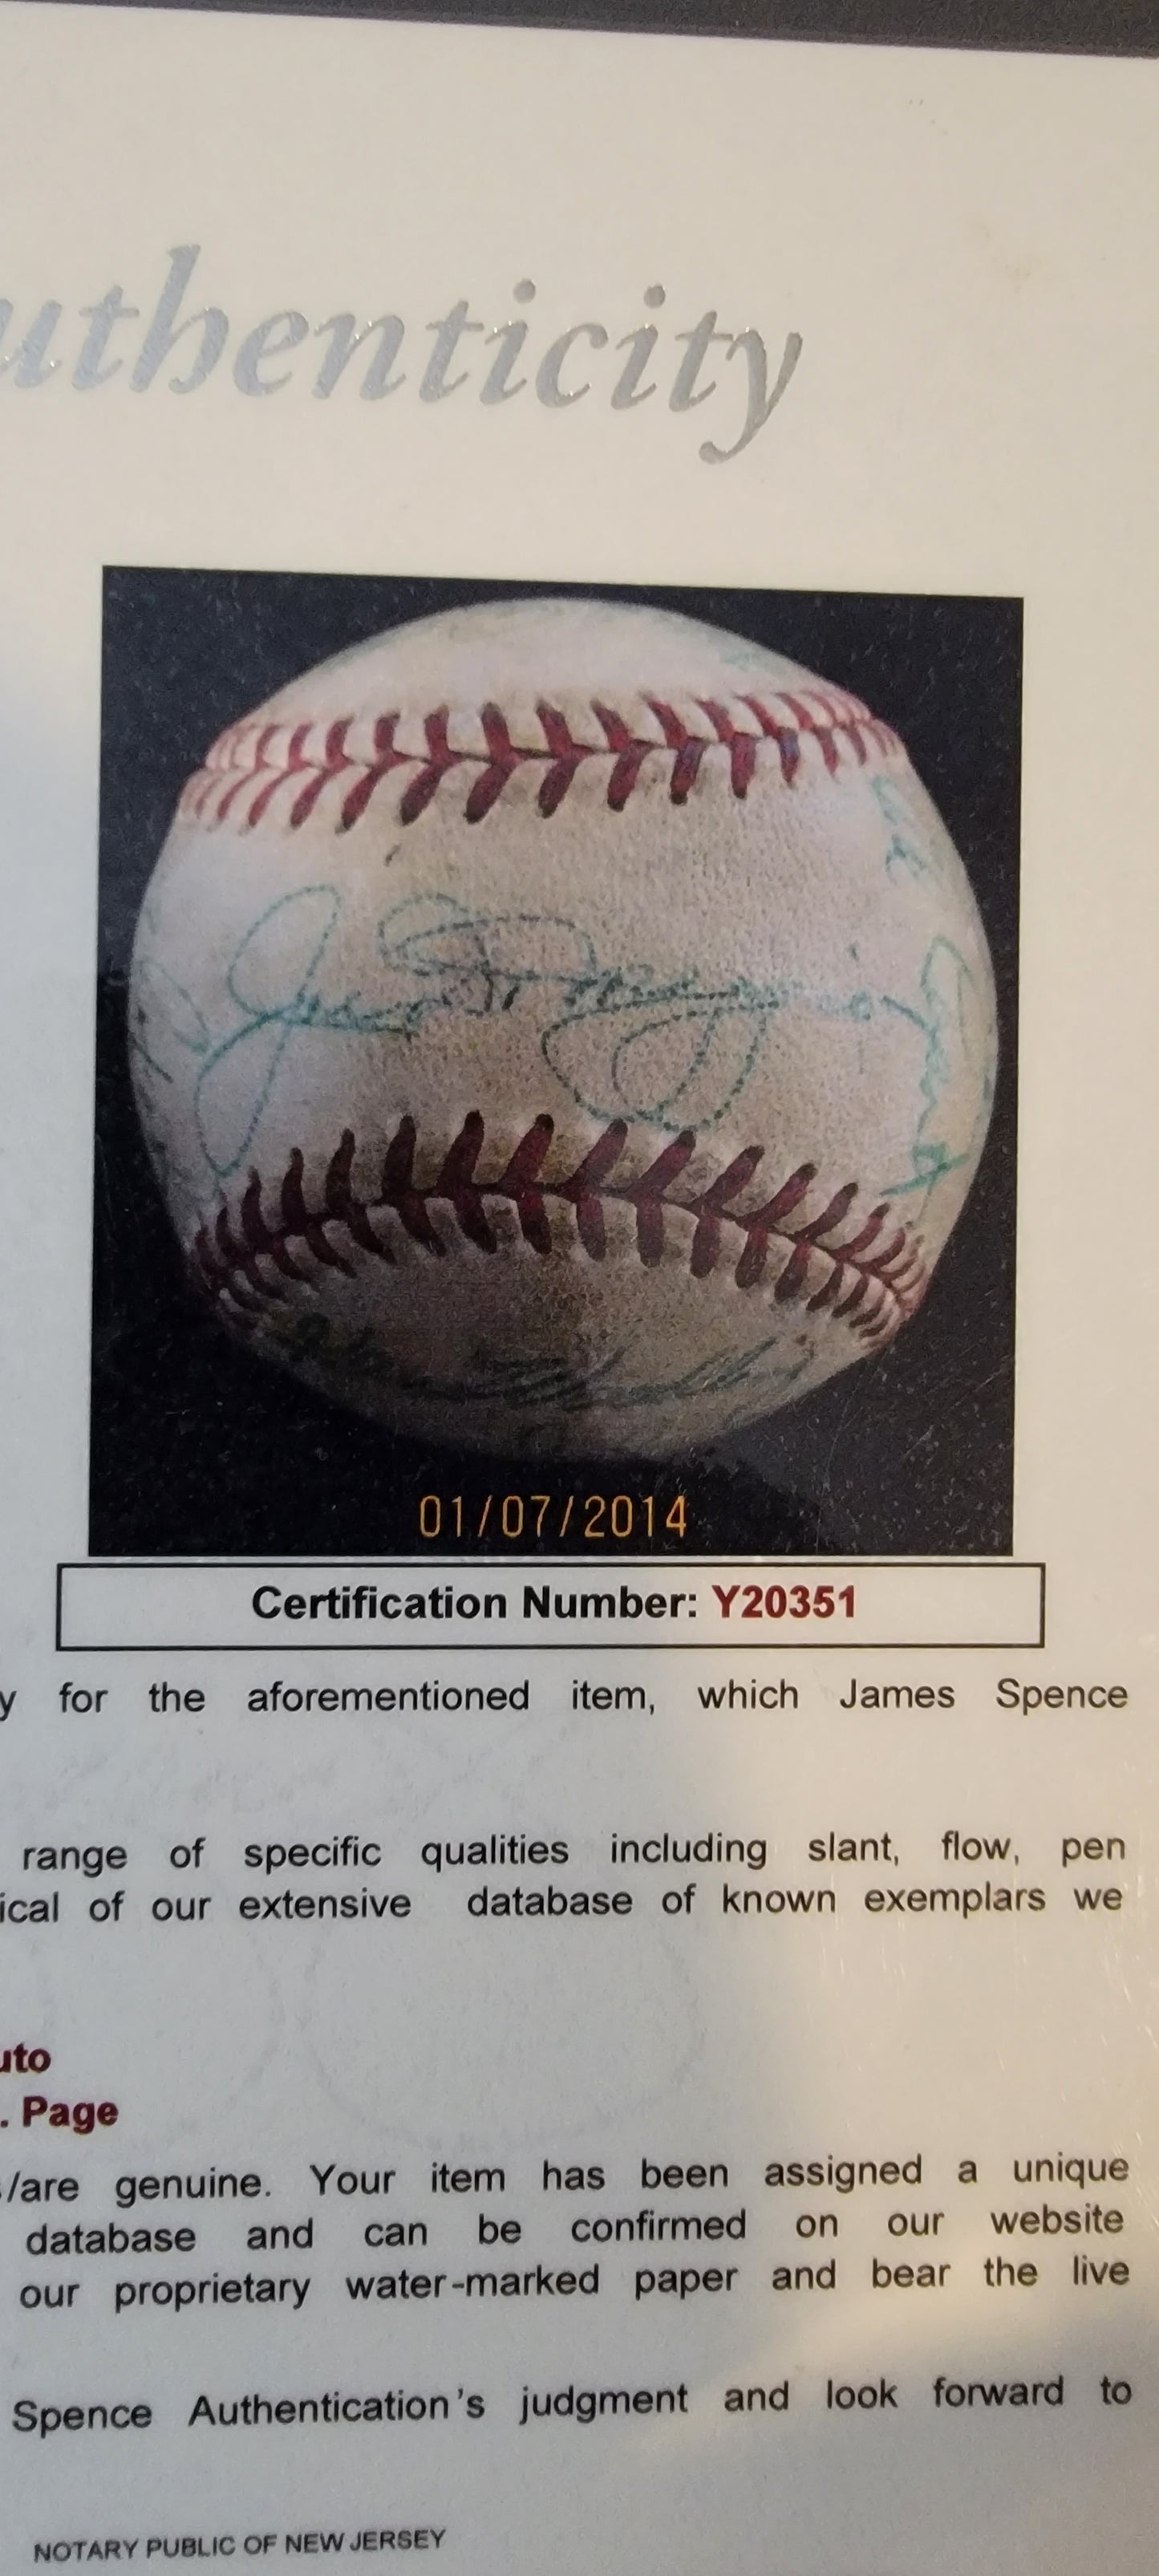 uthenticity
01/07/2014
Certification Number: Y20351
y for the aforementioned item, which James Spence
range of specific qualities including slant, flow, pen
ical of our extensive database of known exemplars we
uto
. Page
/are genuine. Your item has been assigned a unique
database and can be confirmed on our website
our proprietary water-marked paper and bear the live
Spence Authentication's judgment and look forward to
NOTARY PUBLIC OF NEW JERSEY